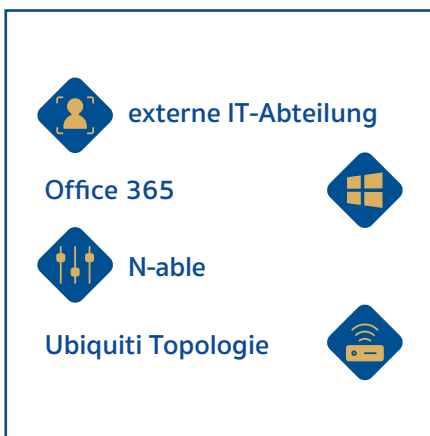 externe IT-Abteilung
Office 365
N-able
Ubiquiti Topologie